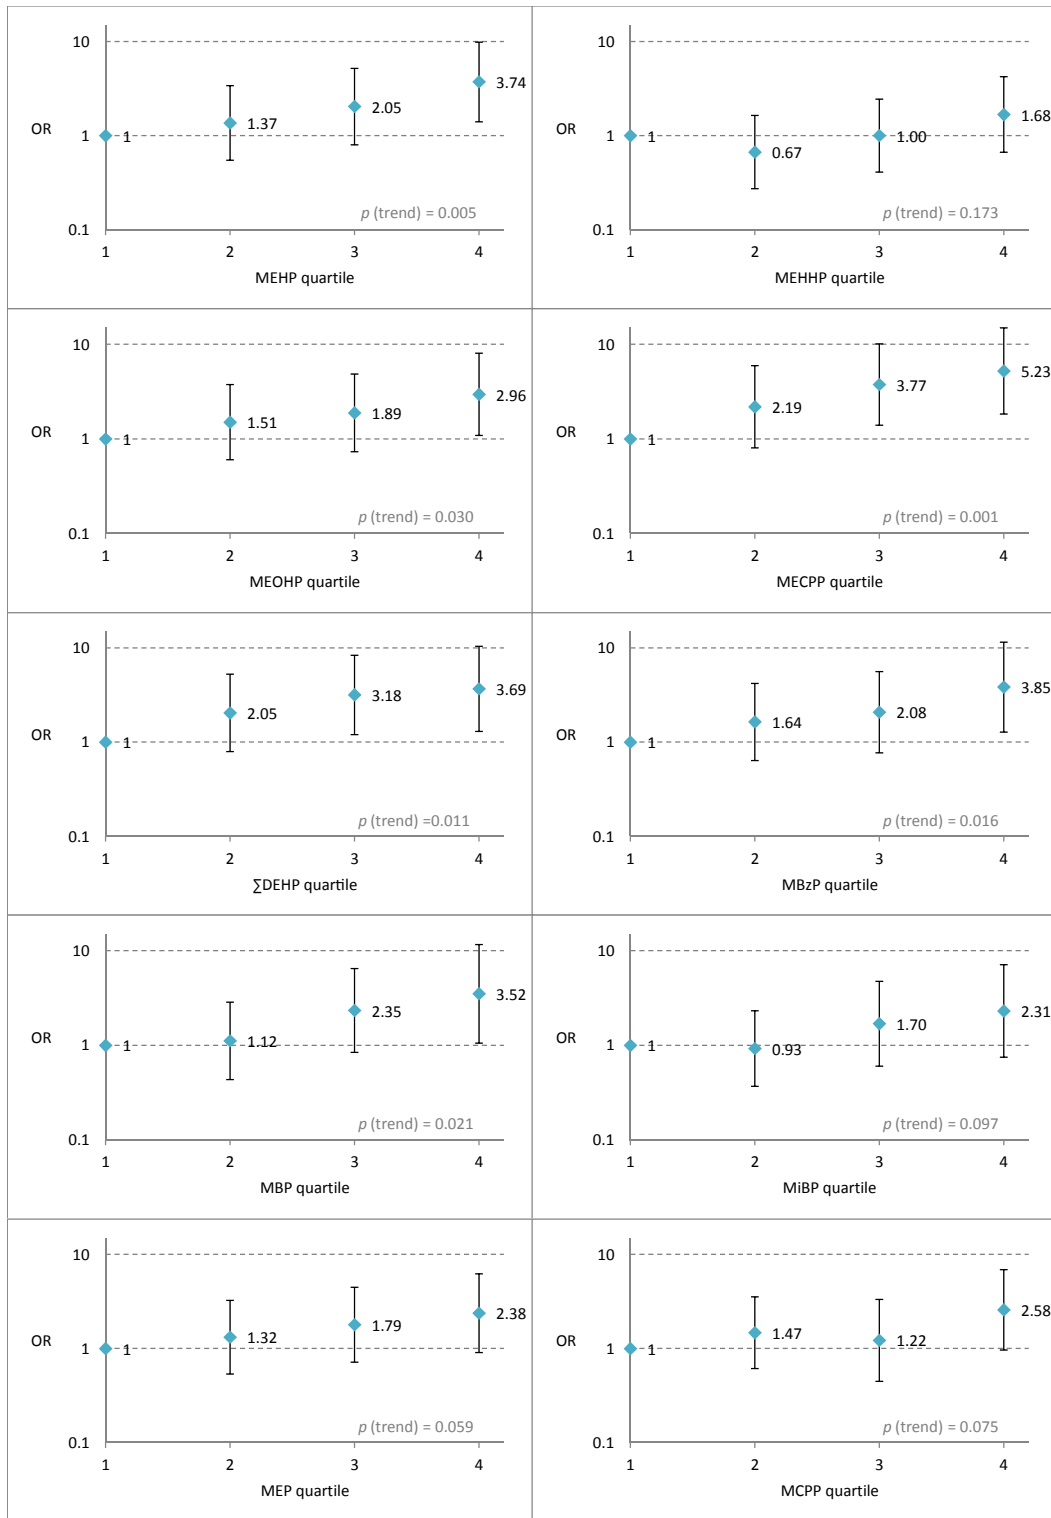 10
3.74
2.05
1.37
OR
1
1
p (trend) = 0.005
0.1
1 2 3 4
MEHP quartile
10
1.68
OR
1
1
1.00
0.67
p (trend) = 0.173
0.1
1 2 3 4
MEHHP quartile
10
2.96
1.89
1.51
OR
1
1
p (trend) = 0.030
0.1
1 2 3 4
MEOHP quartile
10
5.23
3.77
2.19
OR
1
1
p (trend) = 0.001
0.1
1 2 3 4
MECPP quartile
10
3.69
3.18
2.05
OR
1
1
p (trend) =0.011
0.1
1 2 3 4
∑DEHP quartile
10
3.85
2.08
1.64
OR
1
1
p (trend) = 0.016
0.1
1 2 3 4
MBzP quartile
10
3.52
2.35
1.12
OR
1
1
p (trend) = 0.021
0.1
1 2 3 4
MBP quartile
10
2.31
1.70
0.93
OR
1
1
p (trend) = 0.097
0.1
1 2 3 4
MiBP quartile
10
2.38
1.79
1.32
OR
1
1
p (trend) = 0.059
0.1
1 2 3 4
MEP quartile
10
2.58
1.22
1.47
OR
1
1
p (trend) = 0.075
0.1
1 2 3 4
MCPP quartile